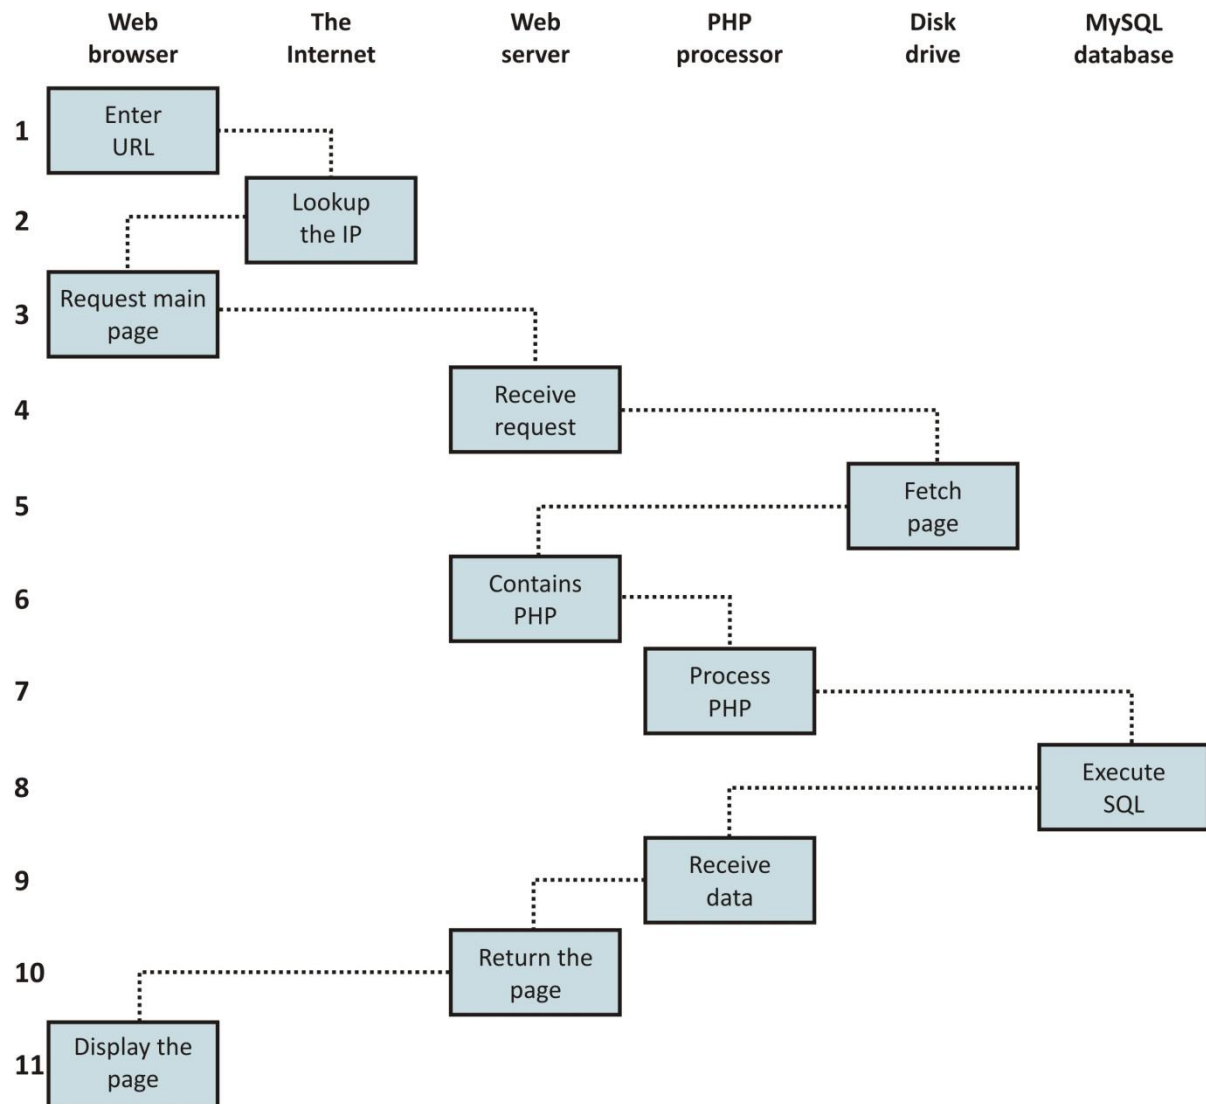 Web
browser
The
Internet
Web
server
PHP
processor
Disk
drive
MySQL
database
1
Enter
URL
2
Lookup
the IP
3
Request main
page
4
Receive
request
5
Fetch
page
6
Contains
PHP
7
Process
PHP
8
Execute
SQL
9
Receive
data
10
Return the
page
11
Display the
page